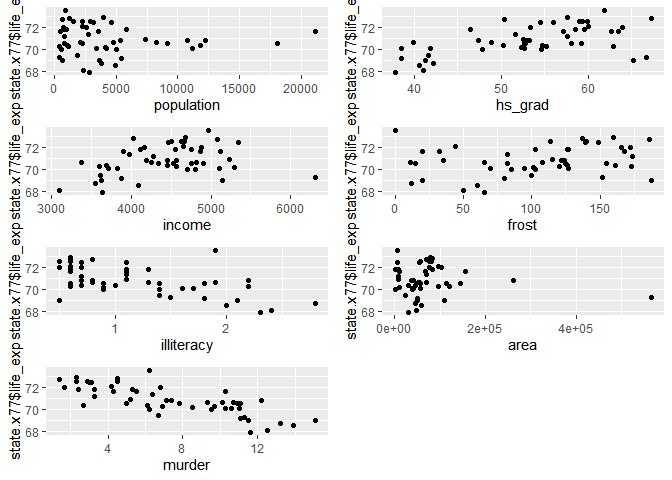 state.x77$life_exp
72
70
68
0 5000 10000 15000 20000
population
state.x77$life_exp
72
70
68
40 50 60
hs_grad
state.x77$life_exp
72
70
68
3000 4000 5000 6000
income
state.x77$life_exp
72
70
68
0 50 100 150
frost
state.x77$life_exp
72
70
68
1 2
illiteracy
state.x77$life_exp
72
70
68
0e+00 2e+05 4e+05
area
state.x77$life_exp
72
70
68
4 8 12
murder